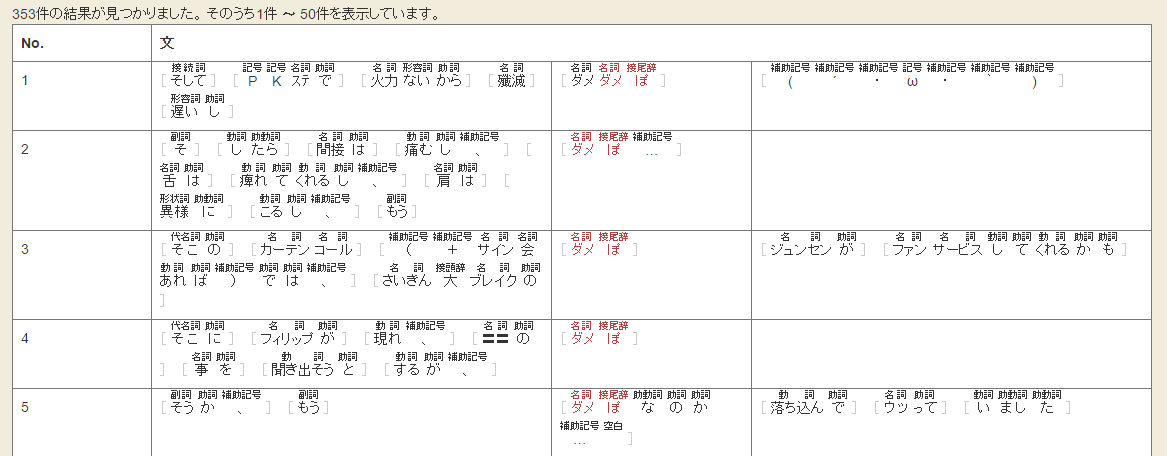 353件の結果が見つかりました。そのうち1件 ～ 50件を表示しています。
No. 文
接続詞 記号 記号 名詞 助詞 名詞 形容詞 助詞 名詞 名詞 名詞 接尾辞 補助記号 補助記号 補助記号 記号 補助記号 補助記号 補助記号
1 [ そして ] [ P K ｽﾃ で ] [ 火力 ない から ] [ 殲滅 [ ダメ ダメ ぽ ] [ ( ′ ・ ω ・ ｀ ) ]
形容詞 助詞
[ 遅い し ]
副詞 動詞 助動詞 名詞 助詞 動詞 助詞 補助記号 名詞 接尾辞 補助記号
2 [ そ ] [ し たら ] [ 間接 は ] [ 痛む し 、 ] [ [ ダメ ぽ … ]
名詞 助詞 動詞 助詞 動詞 助詞 補助記号 名詞 助詞
舌 は ] [ 痺れ て くれる し 、 ] [ 肩 は ] [
形状詞 助動詞 動詞 助詞 補助記号 副詞
異様 に ] [ こる し 、 ] [ もう ]
代名詞 助詞 名詞 名詞 補助記号 補助記号 名詞 名詞 名詞 接尾辞 名詞 助詞 名詞 名詞 動詞 助詞 動詞 助詞 助詞
3 [ そこ の ] [ カーテン コール ] [ （ ＋ サイン 会 [ ダメ ぽ ] [ ジュンセン が ] [ ファン サービス し て くれる か も ]
動詞 助詞 補助記号 助詞 助詞 補助記号 名詞 接頭辞 名詞 助詞
あれ ば ） で は 、 ] [ さいきん 大 ブレイク の
]
代名詞 助詞 名詞 助詞 動詞 補助記号 名詞 助詞 名詞 接尾辞
4 [ そこ に ] [ フィリップ が ] [ 現れ 、 ] [ 〓〓 の [ ダメ ぽ ]
名詞 助詞 動詞 助詞 動詞 助詞 補助記号
] [ 事 を ] [ 聞き出そう と ] [ する が 、 ]
副詞 助詞 補助記号 副詞 名詞 接尾辞 助動詞 助詞 助詞 動詞 助詞 名詞 助詞 動詞 助動詞 助動詞
5 [ そう か 、 ] [ もう ] [ ダメ ぽ な の か [ 落ち込ん で ] [ ウツ って ] [ い まし た ]
補助記号 空白
… ]